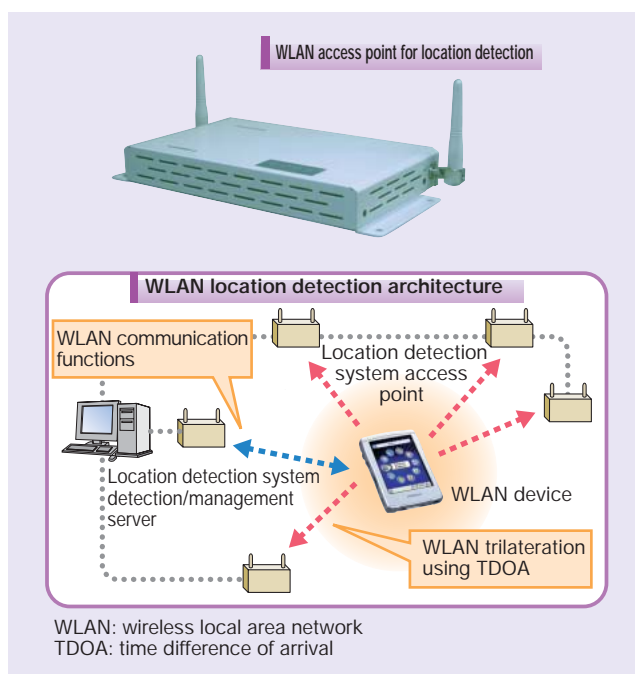 WLAN access point for location detection
WLAN location detection architecture
WLAN communication
functions
Location detection
system access
point
Location detection system
detection/management
server
WLAN device
WLAN trilateration
using TDOA
WLAN: wireless local area network
TDOA: time difference of arrival